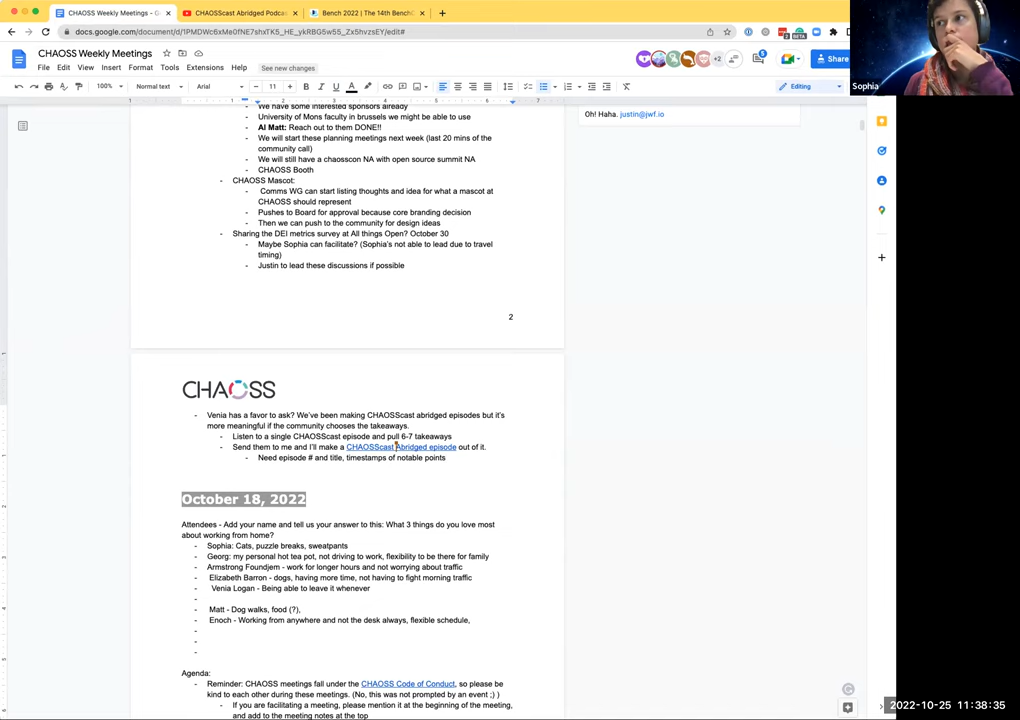 CHAOSS Weekly Meetings - G
CHAOSScast Abridged Podcas
Bench 2022 | The 14th BenchC
docs.google.com/document/d/
CHAOSS Weekly Meetings
File Edit View Insert Format Tools Extensions Help See new changes
+2
5
Share
100%
Normal text
Arial
11
Editing
We have some interested sponsors already
University of Mons faculty in brussels we might be able to use
AI Matt: Reach out to them DONE!!
We will start these planning meetings next week (last 20 mins of the
community call)
We will still have a chaosscon NA with open source summit NA
CHAOSS Booth
CHAOSS Mascot:
Comms WG can start listing thoughts and idea for what a mascot at
CHAOSS should represent
Pushes to Board for approval because core branding decision
Then we can push to the community for design ideas
Sharing the DEI metrics survey at All things Open? October 30
Maybe Sophia can facilitate? (Sophia's not able to lead due to travel
timing)
Justin to lead these discussions if possible
2
Oh! Haha. justin@jwf.io
Sophia
CHAOSS
- Venia has a favor to ask? We've been making CHAOSScast abridged episodes but it's
more meaningful if the community chooses the takeaways.
- Listen to a single CHAOSScast episode and pull 6-7 takeaways
- Send them to me and I'll make a CHAOSScast Abridged episode out of it.
- Need episode # and title, timestamps of notable points
October 18, 2022
Attendees - Add your name and tell us your answer to this: What 3 things do you love most
about working from home?
- Sophia: Cats, puzzle breaks, sweatpants
- Georg: my personal hot tea pot, not driving to work, flexibility to be there for family
- Armstrong Foundjem - work for longer hours and not worrying about traffic
- Elizabeth Barron - dogs, having more time, not having to fight morning traffic
- Venia Logan - Being able to leave it whenever
-
Matt - Dog walks, food (?),
- Enoch - Working from anywhere and not the desk always, flexible schedule,
-
-
-
Agenda:
- Reminder: CHAOSS meetings fall under the CHAOSS Code of Conduct, so please be
kind to each other during these meetings. (No, this was not prompted by an event ;) )
- If you are facilitating a meeting, please mention it at the beginning of the meeting,
and add to the meeting notes at the top
2022-10-25 11:38:35